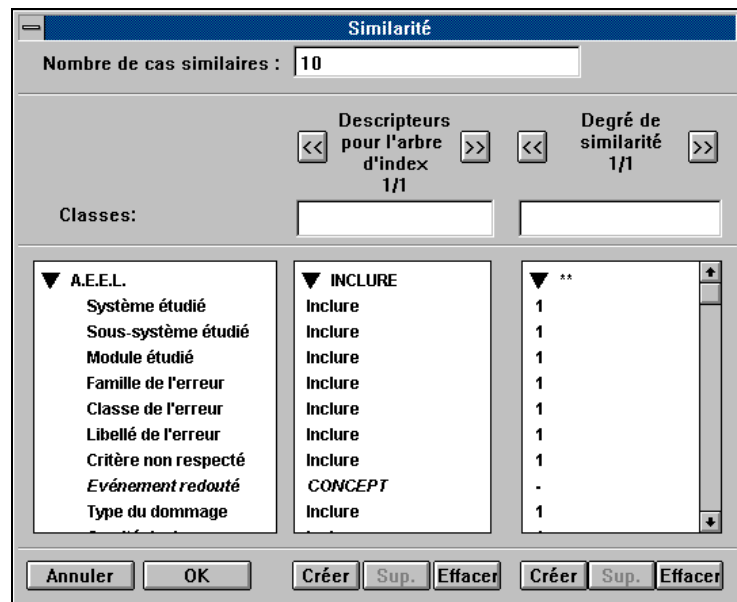 Similarité
Nombre de cas similaires : 10
<< Descripteurs pour l'arbre d'index 1/1 >> << Degré de similarité 1/1 >>
Classes:
▼ A.E.E.L. ▼ INCLURE ▼ **
Système étudié Inclure 1
Sous-système étudié Inclure 1
Module étudié Inclure 1
Famille de l'erreur Inclure 1
Classe de l'erreur Inclure 1
Libellé de l'erreur Inclure 1
Critère non respecté Inclure 1
Evénement redouté CONCEPT -
Type du dommage Inclure 1
Annuler OK Créer Sup. Effacer Créer Sup. Effacer